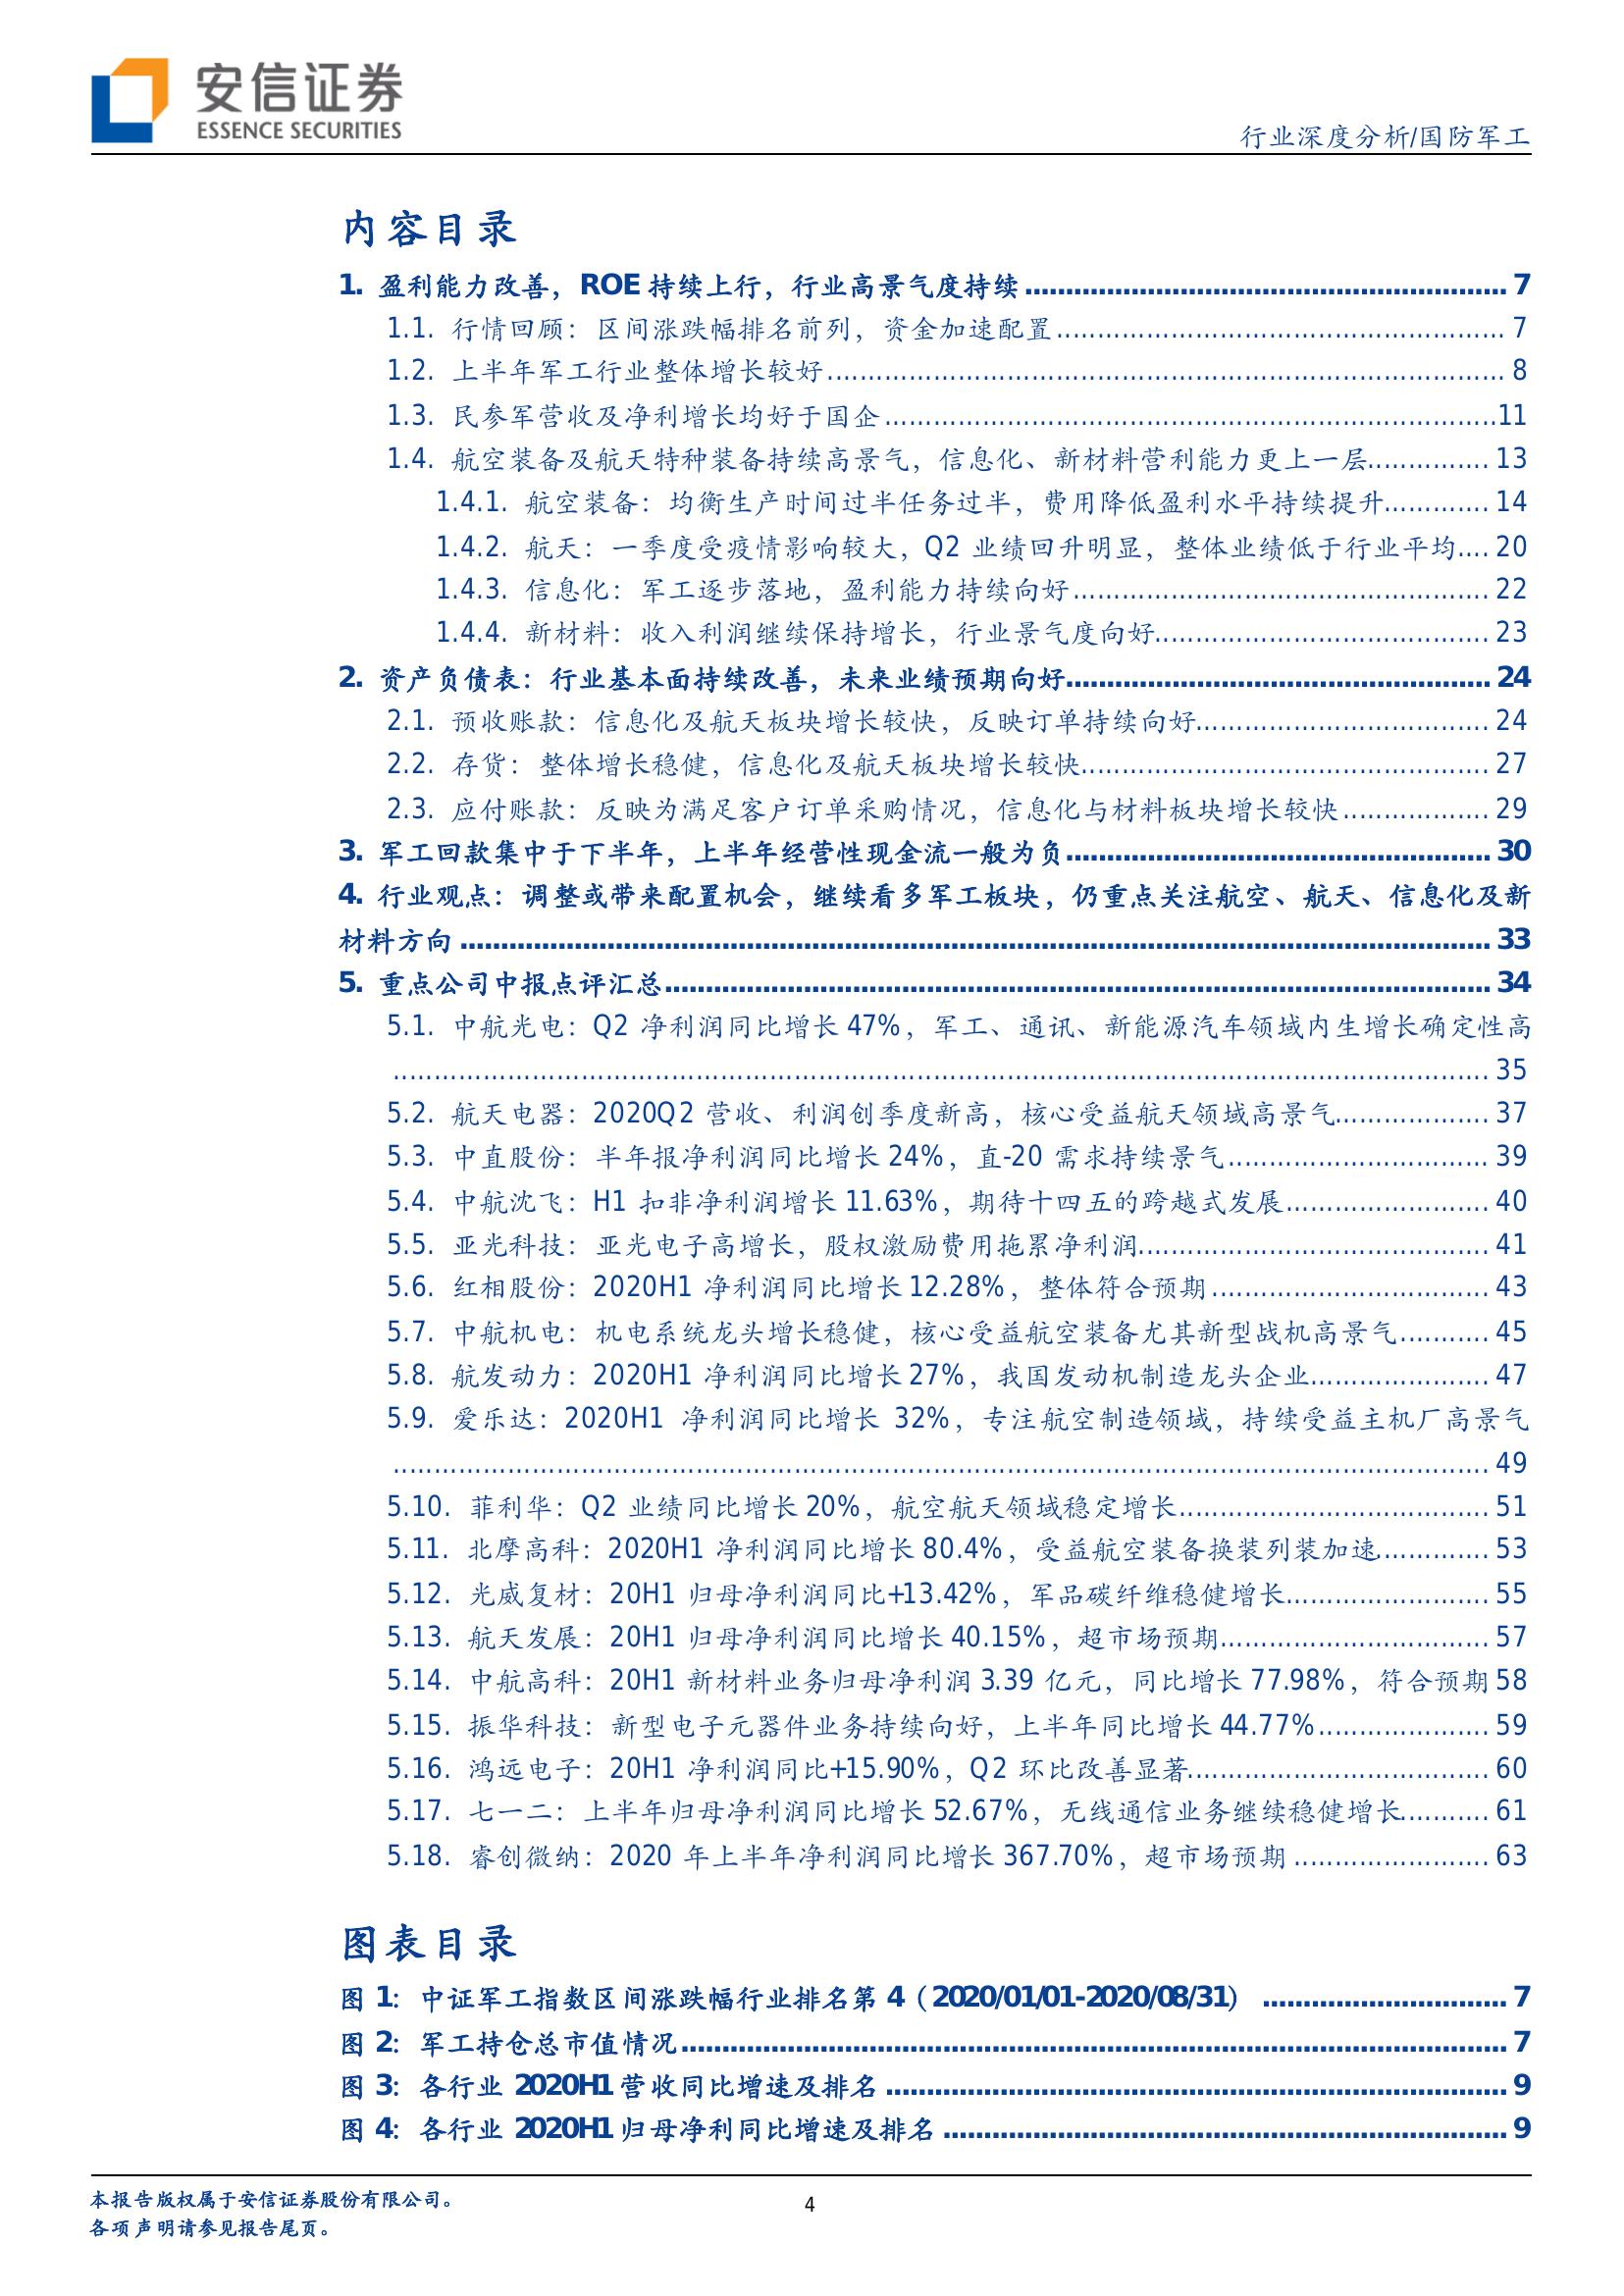 安信证券
ESSENCE SECURITIES
行业深度分析/国防军工
内容目录
1. 盈利能力改善，ROE 持续上行，行业高景气度持续 ........ 7
1.1. 行情回顾：区间涨跌幅排名前列，资金加速配置 ........ 7
1.2. 上半年军工行业整体增长较好 ........ 8
1.3. 民参军营收及净利增长均好于国企 ........ 11
1.4. 航空装备及航天特种装备持续高景气，信息化、新材料营利能力更上一层 ........ 13
1.4.1. 航空装备：均衡生产时间过半任务过半，费用降低盈利水平持续提升 ........ 14
1.4.2. 航天：一季度受疫情影响较大，Q2 业绩回升明显，整体业绩低于行业平均 .... 20
1.4.3. 信息化：军工逐步落地，盈利能力持续向好 ........ 22
1.4.4. 新材料：收入利润继续保持增长，行业景气度向好 ........ 23
2. 资产负债表：行业基本面持续改善，未来业绩预期向好 ........ 24
2.1. 预收账款：信息化及航天板块增长较快，反映订单持续向好 ........ 24
2.2. 存货：整体增长稳健，信息化及航天板块增长较快 ........ 27
2.3. 应付账款：反映为满足客户订单采购情况，信息化与材料板块增长较快 ........ 29
3. 军工回款集中于下半年，上半年经营性现金流一般为负 ........ 30
4. 行业观点：调整或带来配置机会，继续看多军工板块，仍重点关注航空、航天、信息化及新
材料方向 ........ 33
5. 重点公司中报点评汇总 ........ 34
5.1. 中航光电：Q2 净利润同比增长 47%，军工、通讯、新能源汽车领域内生增长确定性高
........ 35
5.2. 航天电器：2020Q2 营收、利润创季度新高，核心受益航天领域高景气 ........ 37
5.3. 中直股份：半年报净利润同比增长 24%，直-20 需求持续景气 ........ 39
5.4. 中航沈飞：H1 扣非净利润增长 11.63%，期待十四五的跨越式发展 ........ 40
5.5. 亚光科技：亚光电子高增长，股权激励费用拖累净利润 ........ 41
5.6. 红相股份：2020H1 净利润同比增长 12.28%，整体符合预期 ........ 43
5.7. 中航机电：机电系统龙头增长稳健，核心受益航空装备尤其新型战机高景气 ........ 45
5.8. 航发动力：2020H1 净利润同比增长 27%，我国发动机制造龙头企业 ........ 47
5.9. 爱乐达：2020H1 净利润同比增长 32%，专注航空制造领域，持续受益主机厂高景气
........ 49
5.10. 菲利华：Q2 业绩同比增长 20%，航空航天领域稳定增长 ........ 51
5.11. 北摩高科：2020H1 净利润同比增长 80.4%，受益航空装备换装列装加速 ........ 53
5.12. 光威复材：20H1 归母净利润同比+13.42%，军品碳纤维稳健增长 ........ 55
5.13. 航天发展：20H1 归母净利润同比增长 40.15%，超市场预期 ........ 57
5.14. 中航高科：20H1 新材料业务归母净利润 3.39 亿元，同比增长 77.98%，符合预期 58
5.15. 振华科技：新型电子元器件业务持续向好，上半年同比增长 44.77% ........ 59
5.16. 鸿远电子：20H1 净利润同比+15.90%，Q2 环比改善显著 ........ 60
5.17. 七一二：上半年归母净利润同比增长 52.67%，无线通信业务继续稳健增长 ........ 61
5.18. 睿创微纳：2020 年上半年净利润同比增长 367.70%，超市场预期 ........ 63
图表目录
图 1：中证军工指数区间涨跌幅行业排名第 4（2020/01/01-2020/08/31） ........ 7
图 2：军工持仓总市值情况 ........ 7
图 3：各行业 2020H1 营收同比增速及排名 ........ 9
图 4：各行业 2020H1 归母净利同比增速及排名 ........ 9
本报告版权属于安信证券股份有限公司。
4
各项声明请参见报告尾页。